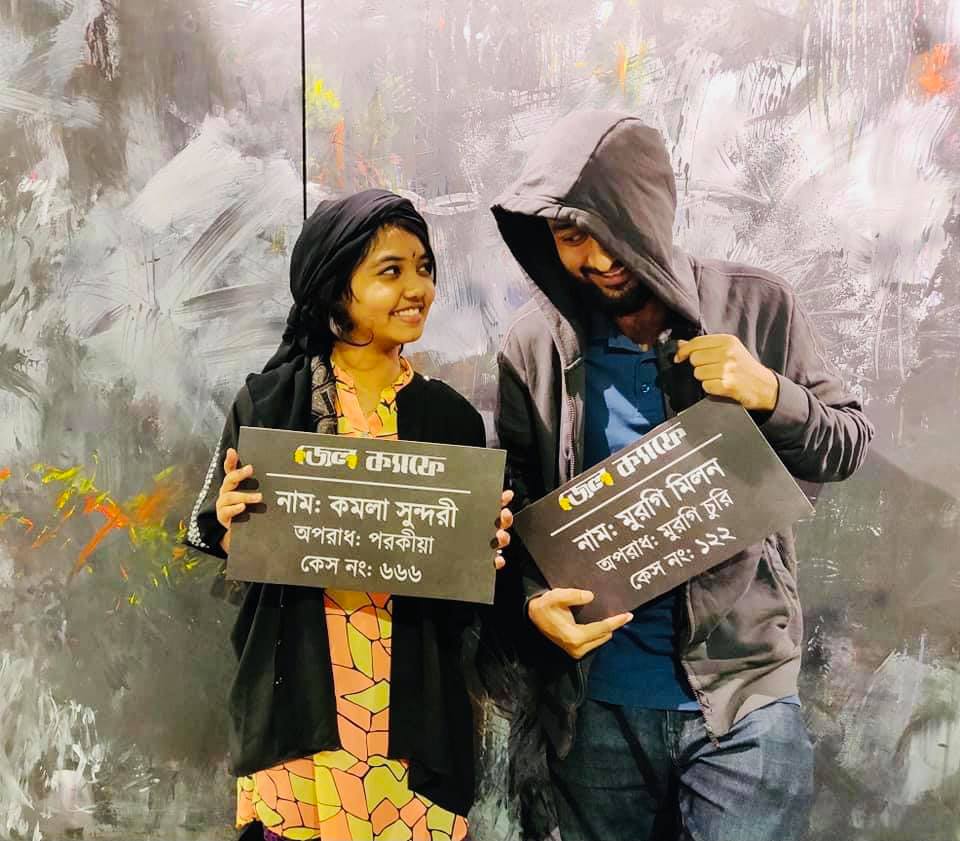 জেল ক্যাফে
নাম: কমলা সুন্দরী
অপরাধ: পরকীয়া
কেস নং: ৬৬৬
জেল ক্যাফে
নাম: মুরগি মিলন
অপরাধ: মুরগি চুরি
কেস নং: ১২২